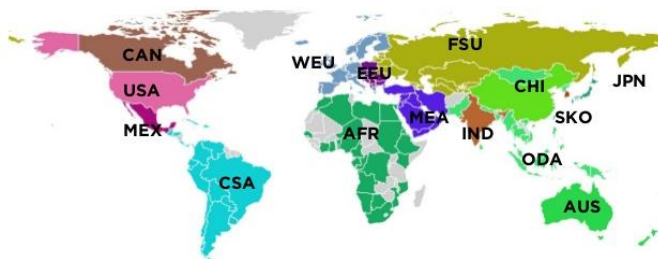 CAN
WEU
FSU
EEU
USA
CHI
JPN
MEX
AFR
MEA
IND
SKO
ODA
CSA
AUS